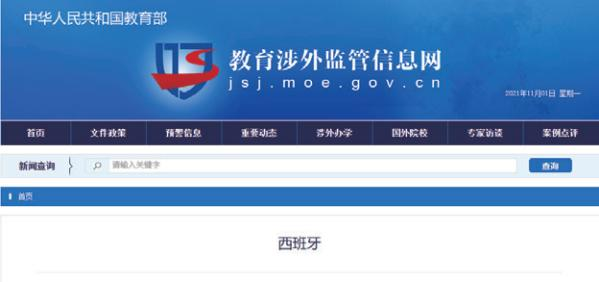 中华人民共和国教育部
教育涉外监管信息网
jsj.moe.gov.cn
2021年11月01日 星期一
首页 文件政策 预警信息 重要动态 涉外办学 国外院校 专家访谈 案例点评
新闻查询 请输入关键字 查询
首页
西班牙